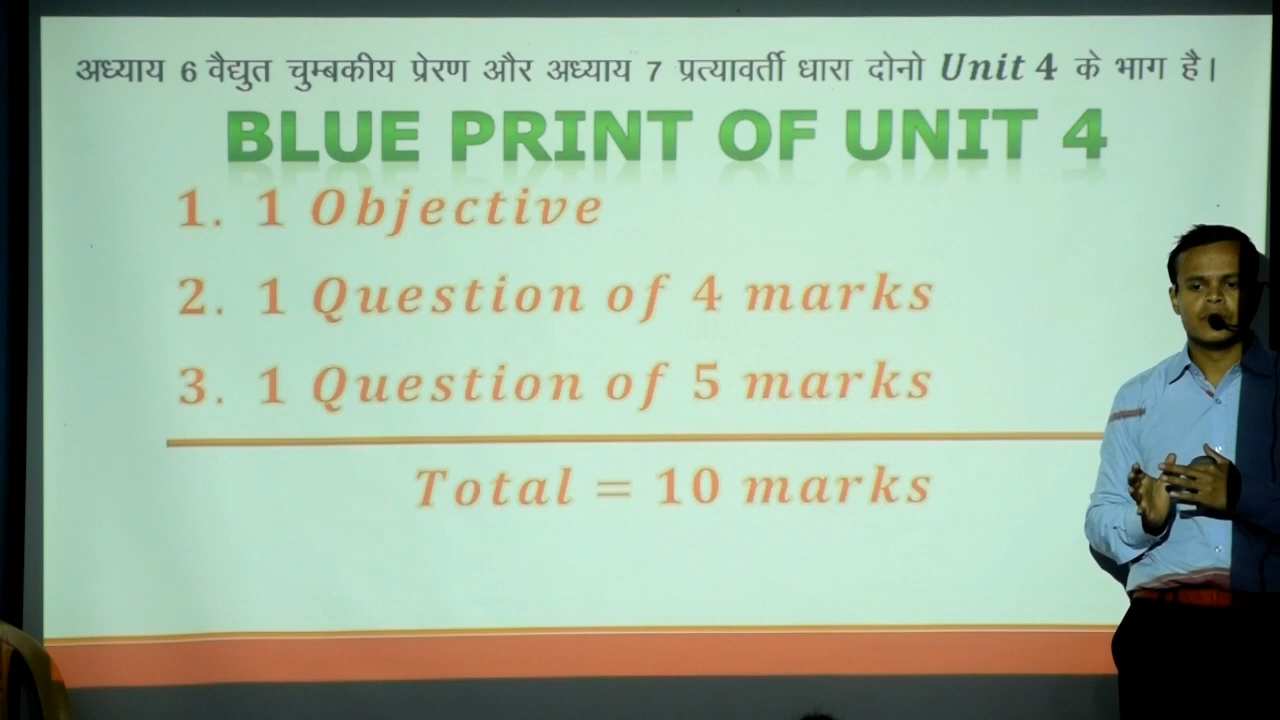 अध्याय 6 वैद्युत चुम्बकीय प्रेरण और अध्याय 7 प्रत्यावर्ती धारा दोनो Unit 4 के भाग है।
BLUE PRINT OF UNIT 4
1. 1 Objective
2. 1 Question of 4 marks
3. 1 Question of 5 marks
Total = 10 marks